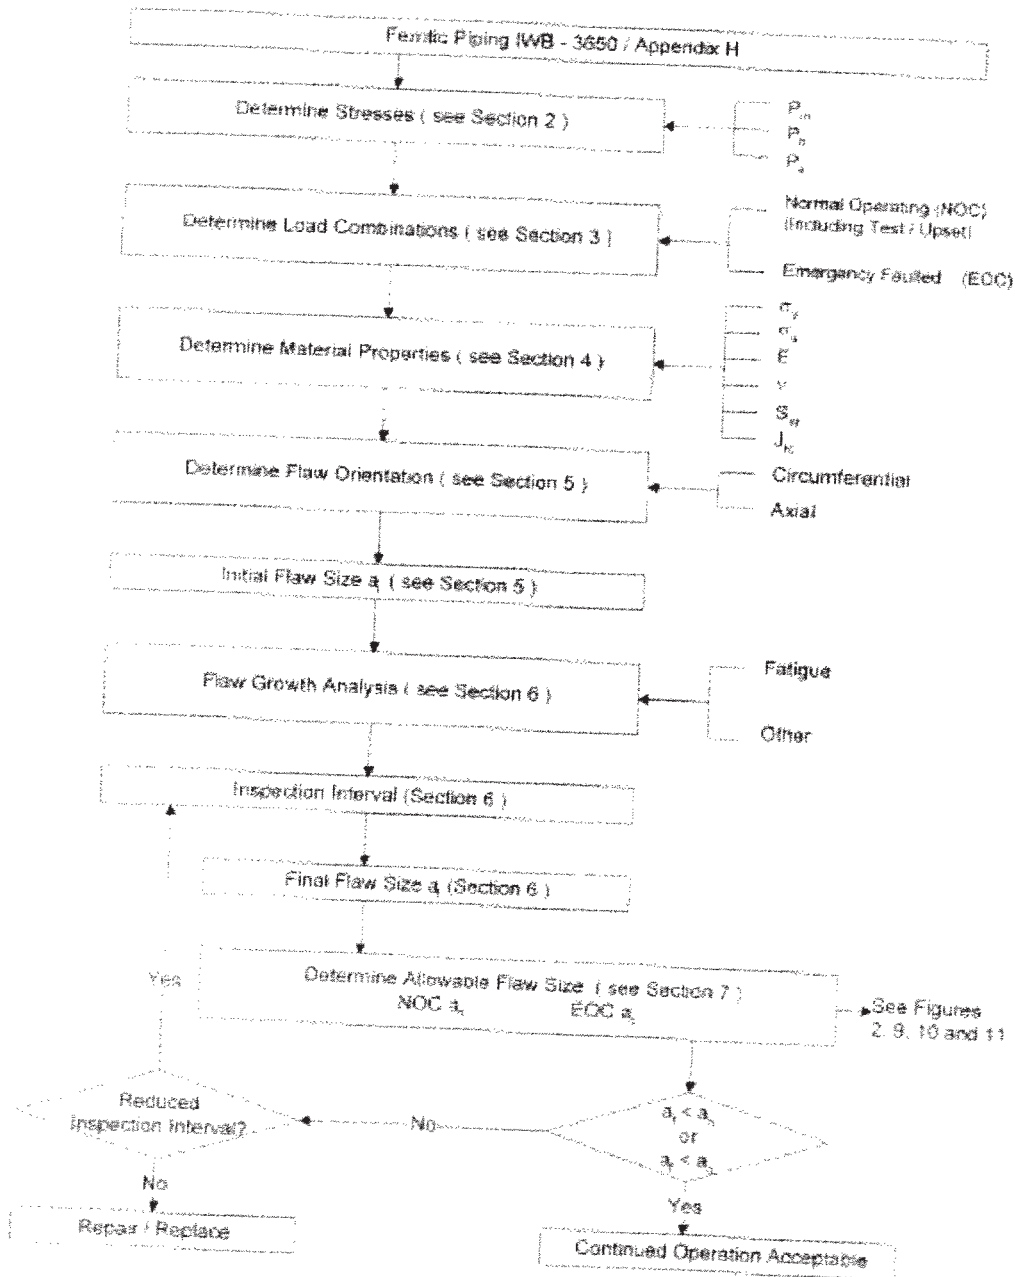 Ferritic Piping IWB - 3650 / Appendix H
Determine Stresses ( see Section 2 )
Pm
Pb
Pe
Determine Load Combinations ( see Section 3 )
Normal Operating (NOC)
(Including Test / Upset)
Emergency Faulted (EOC)
Determine Material Properties ( see Section 4 )
σy
σu
E
ν
Sm
JIc
Determine Flaw Orientation ( see Section 5 )
Circumferential
Axial
Initial Flaw Size ai ( see Section 5 )
Flaw Growth Analysis ( see Section 6 )
Fatigue
Other
Inspection Interval (Section 6 )
Final Flaw Size af (Section 6 )
Yes
Determine Allowable Flaw Size ( see Section 7 )
NOC an
EOC ao
See Figures
2, 9, 10 and 11
Reduced
Inspection Interval?
No
af < an
or
af < ao
No
Yes
Repair / Replace
Continued Operation Acceptable